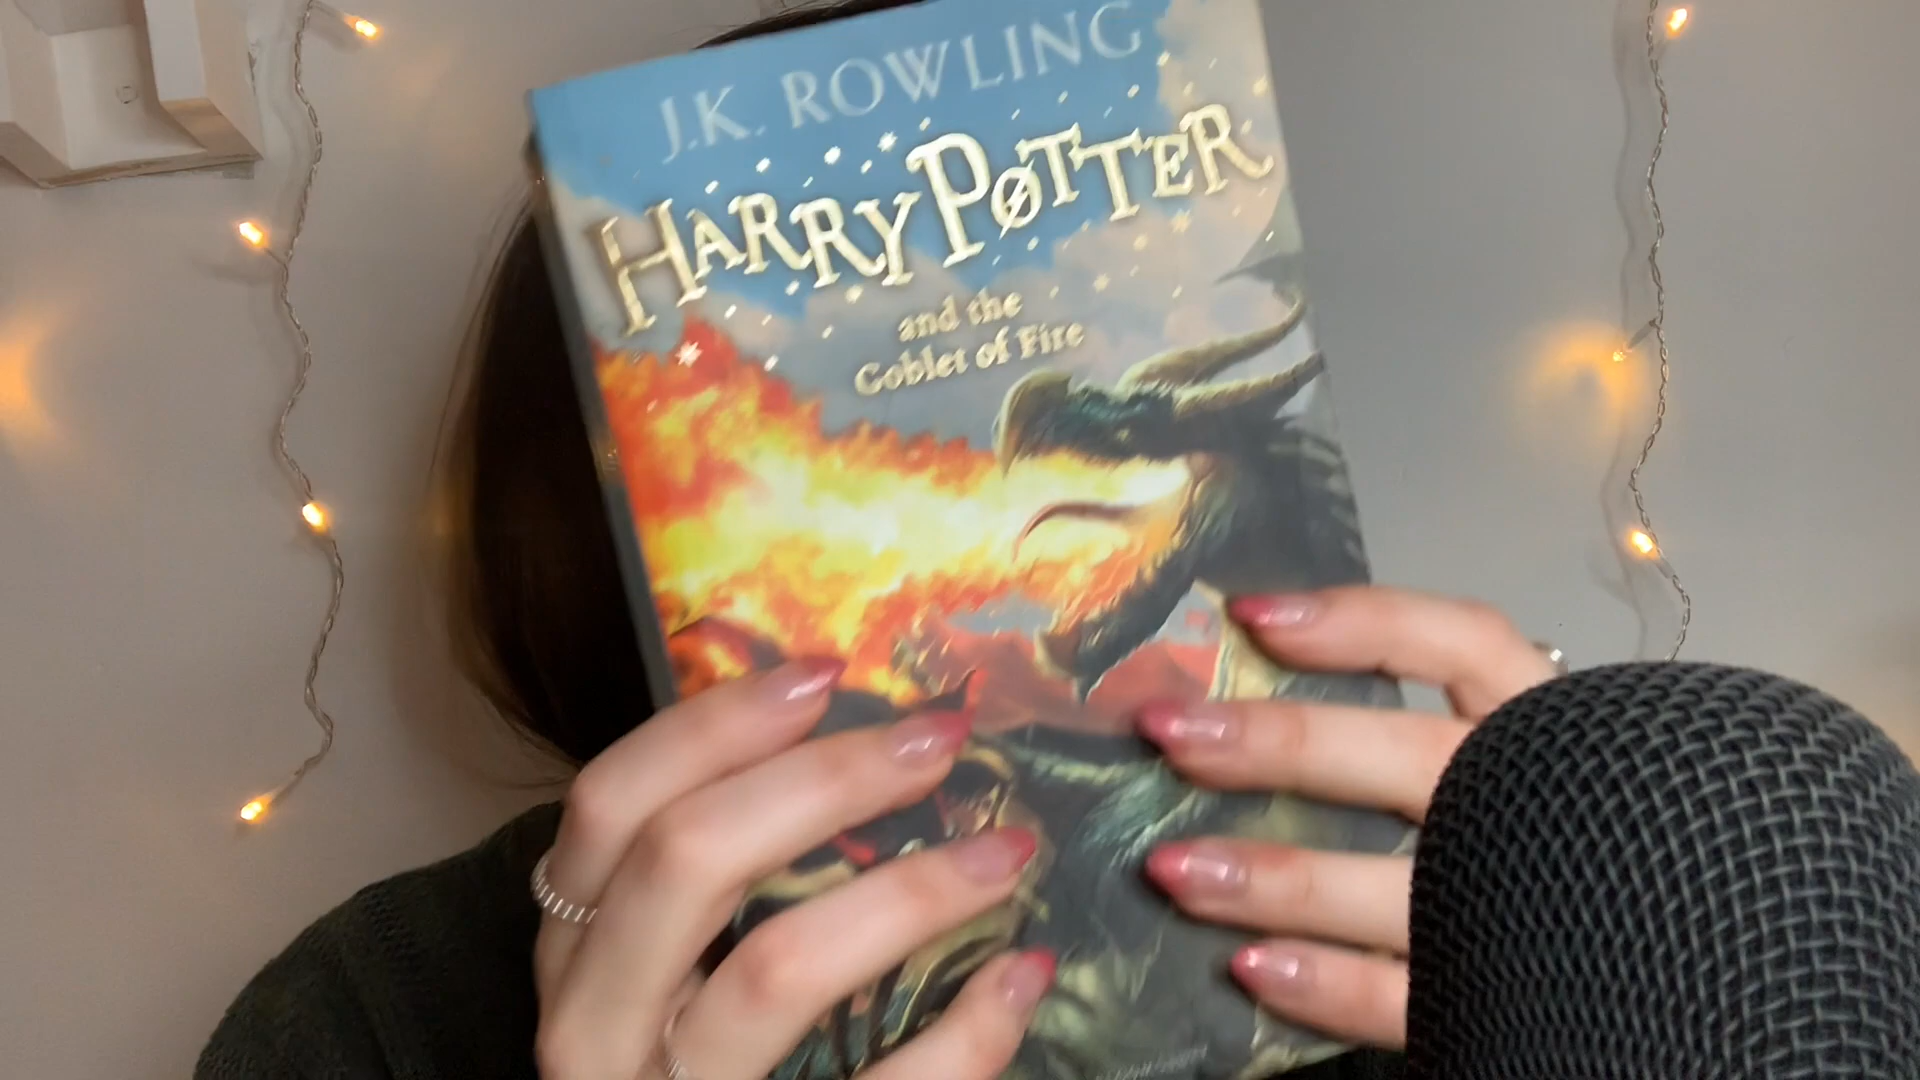 J.K. ROWLING
HARRY POTTER
and the
Goblet of Fire